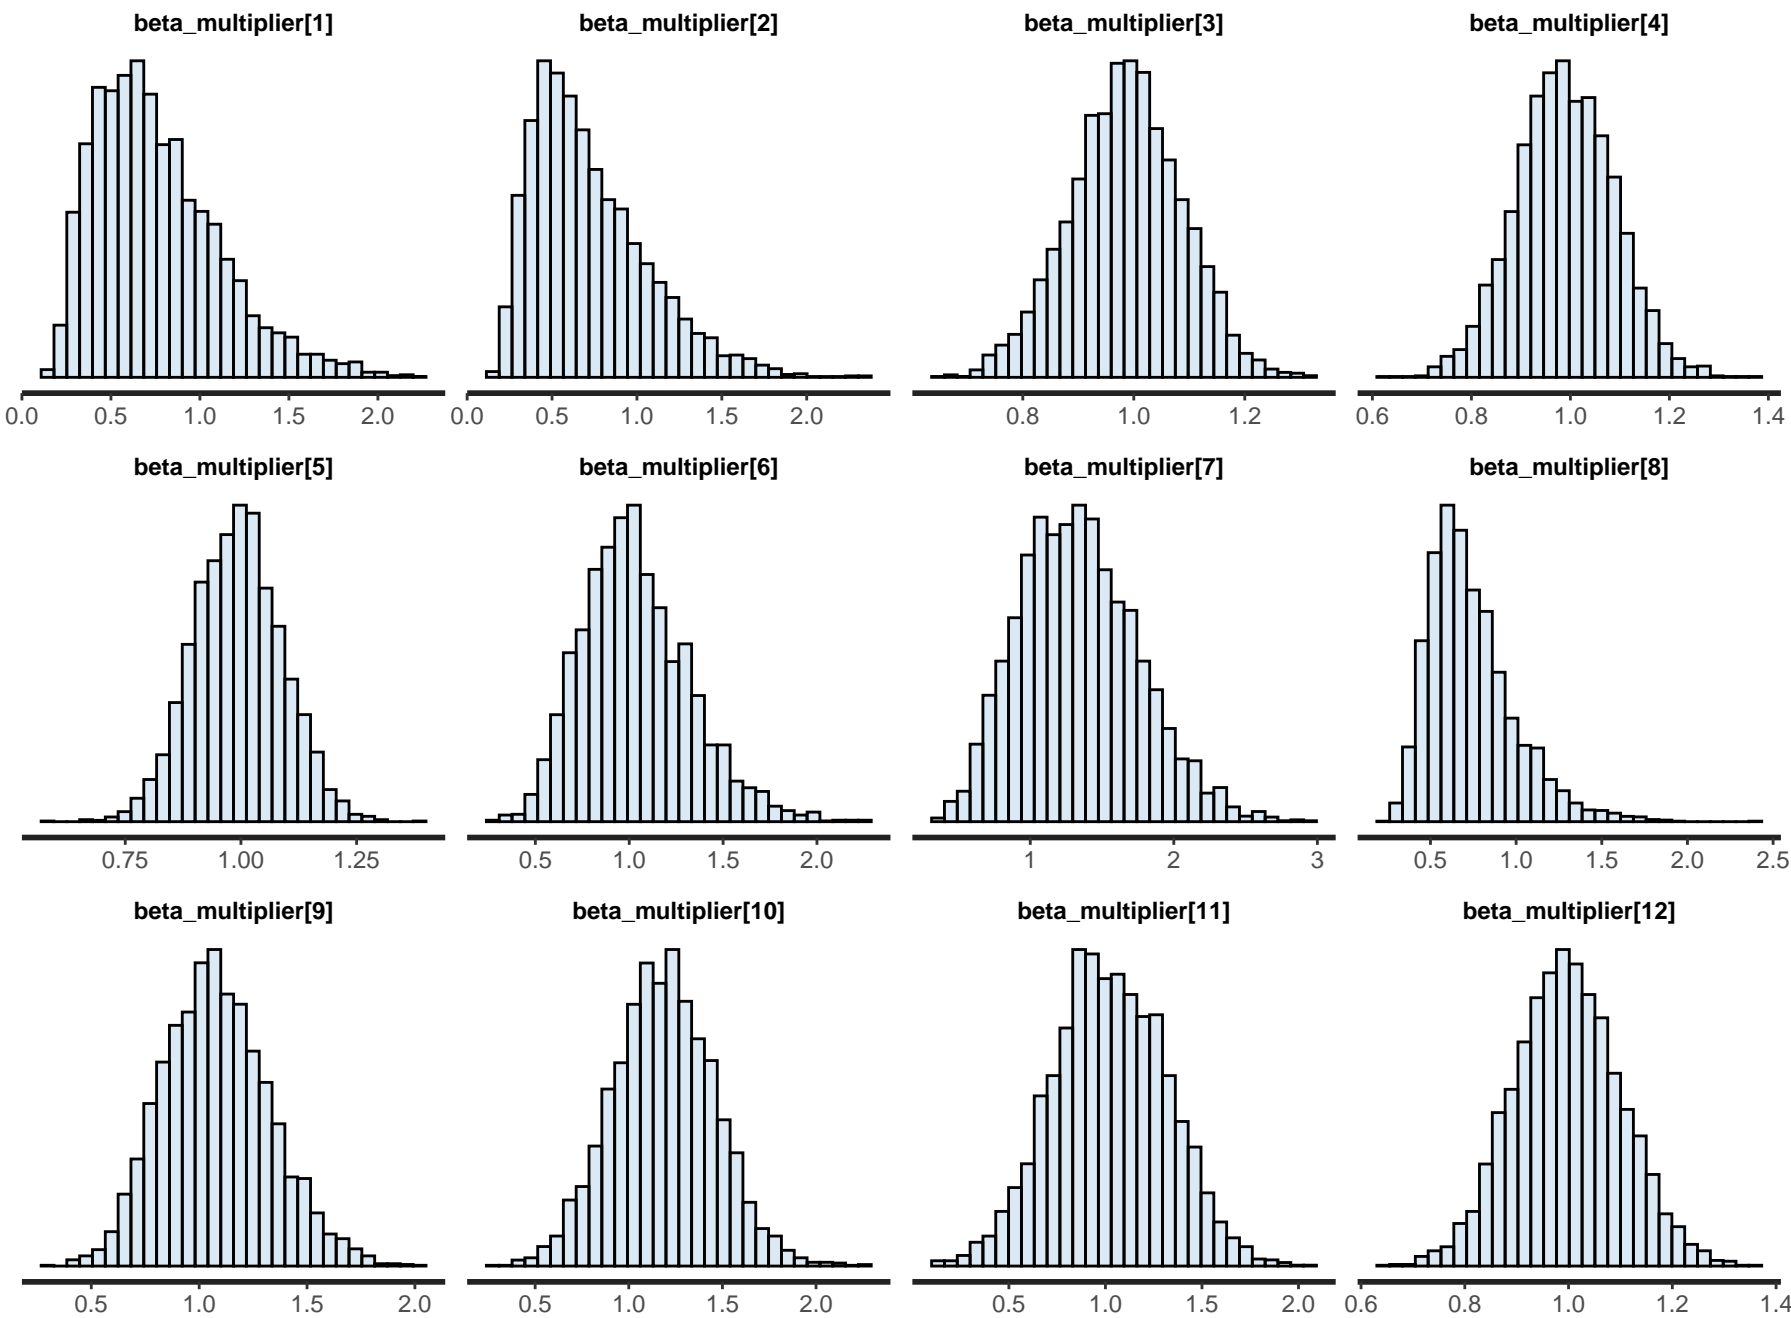 beta_multiplier[1] beta_multiplier[2] beta_multiplier[3] beta_multiplier[4]
0.0 0.5 1.0 1.5 2.0 0.0 0.5 1.0 1.5 2.0 0.8 1.0 1.2 0.6 0.8 1.0 1.2 1.4
beta_multiplier[5] beta_multiplier[6] beta_multiplier[7] beta_multiplier[8]
0.75 1.00 1.25 0.5 1.0 1.5 2.0 1 2 3 0.5 1.0 1.5 2.0 2.5
beta_multiplier[9] beta_multiplier[10] beta_multiplier[11] beta_multiplier[12]
0.5 1.0 1.5 2.0 0.5 1.0 1.5 2.0 0.5 1.0 1.5 2.0 0.6 0.8 1.0 1.2 1.4